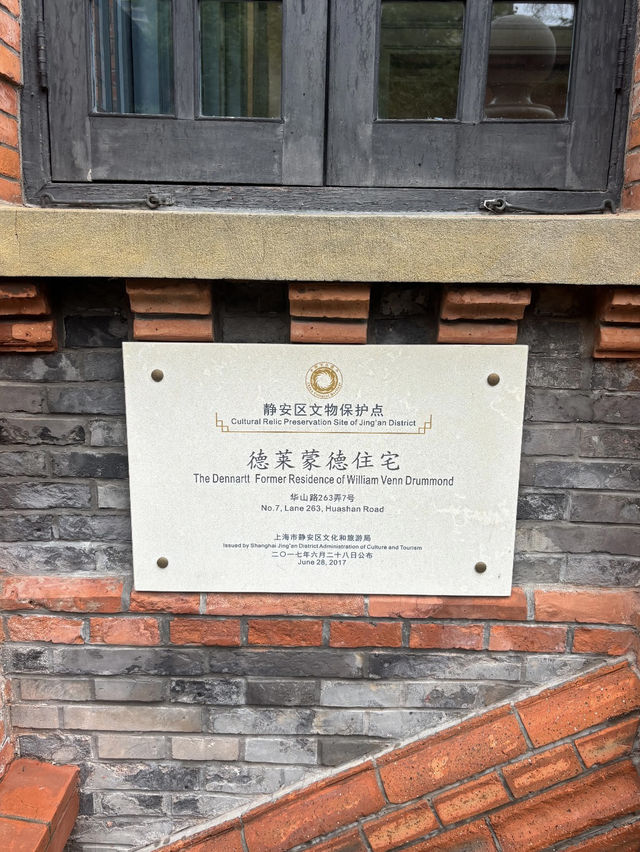 静安区文物保护点
Cultural Relic Preservation Site of Jing'an District
德莱蒙德住宅
The Dennartt Former Residence of William Venn Drummond
华山路263弄7号
No.7, Lane 263, Huashan Road
上海市静安区文化和旅游局
Issued by Shanghai Jing'an District Administration of Culture and Tourism
二〇一七年六月二十八日公布
June 28, 2017